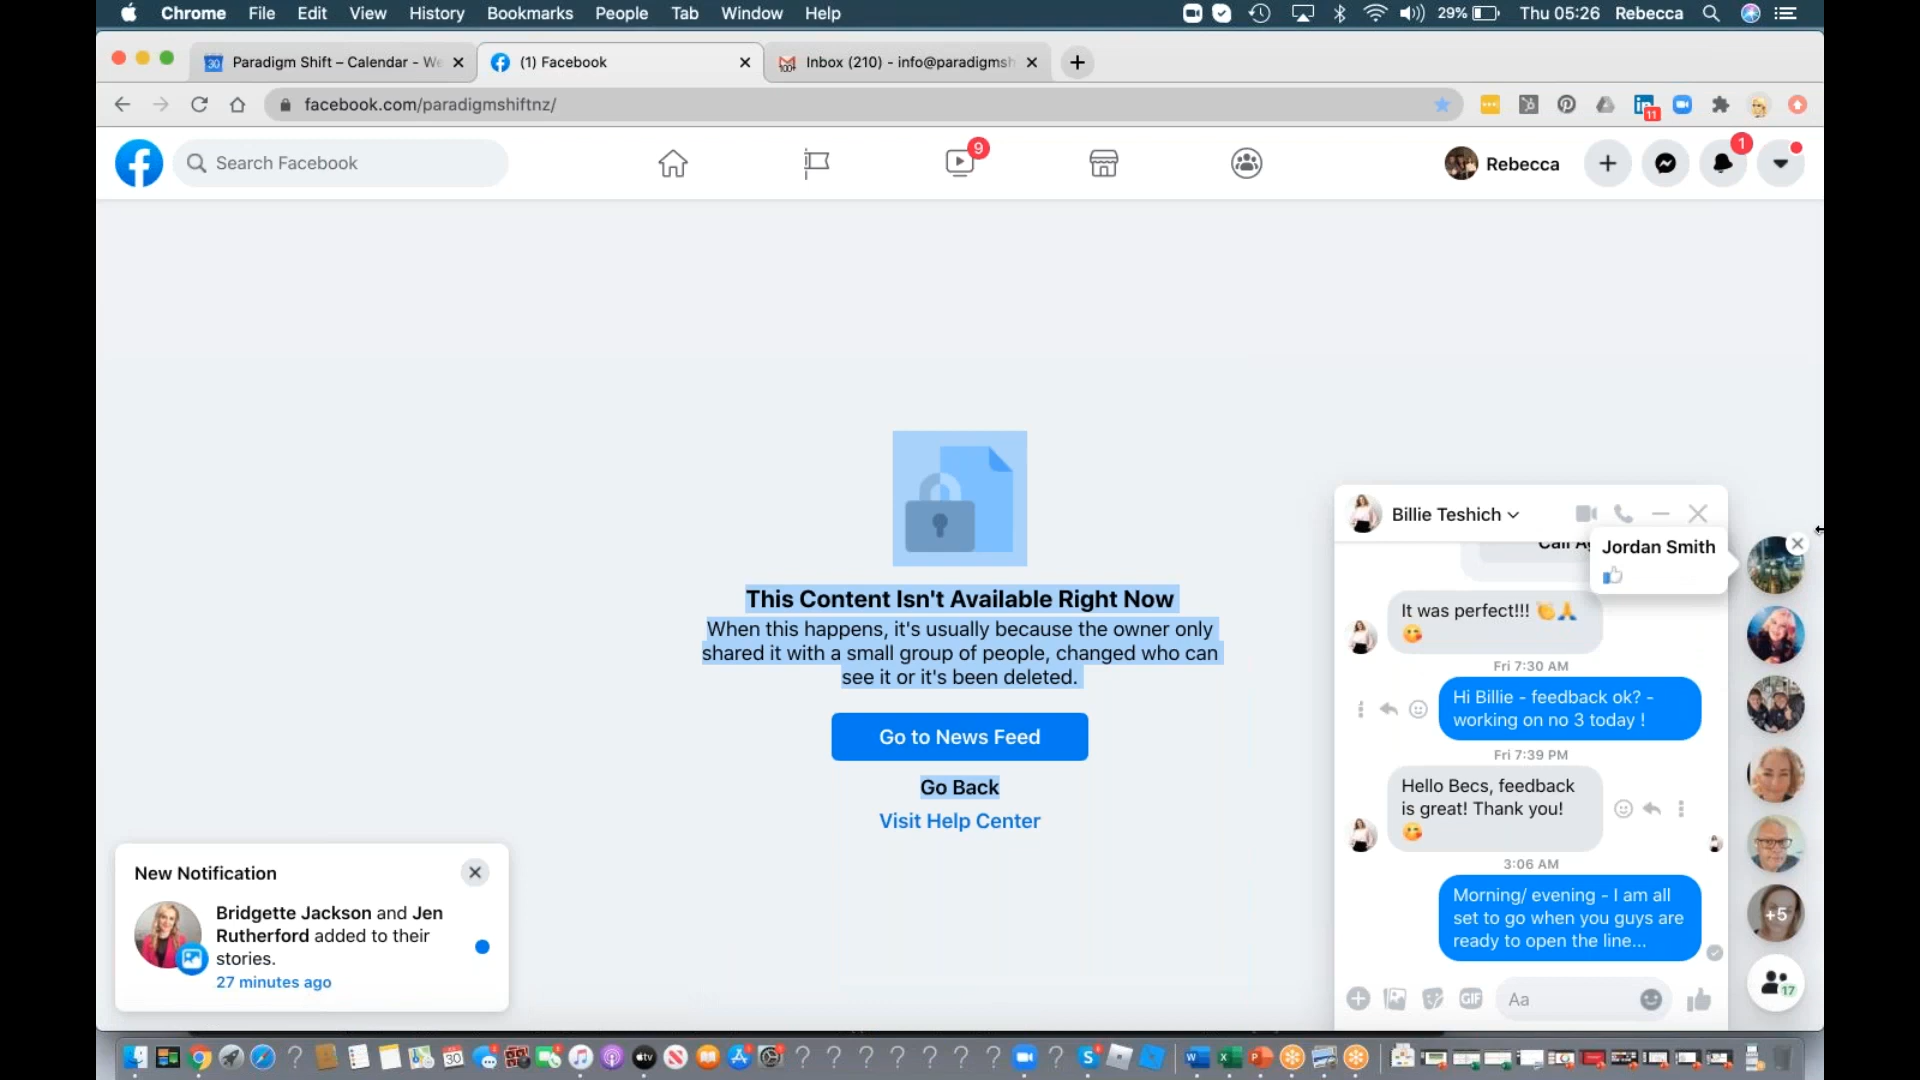 Chrome File Edit View History Bookmarks People Tab Window Help
29% Thu 05:26 Rebecca
30 Paradigm Shift – Calendar - We
(1) Facebook
Inbox (210) - info@paradigmsh
facebook.com/paradigmshiftnz/
11
Search Facebook
9
Rebecca
1
This Content Isn't Available Right Now
When this happens, it's usually because the owner only
shared it with a small group of people, changed who can
see it or it's been deleted.
Go to News Feed
Go Back
Visit Help Center
New Notification
Bridgette Jackson and Jen
Rutherford added to their
stories.
27 minutes ago
Billie Teshich
Jordan Smith
It was perfect!!! 👏🙏
😋
Fri 7:30 AM
Hi Billie - feedback ok? -
working on no 3 today !
Fri 7:39 PM
Hello Becs, feedback
is great! Thank you!
😋
3:06 AM
Morning/ evening - I am all
set to go when you guys are
ready to open the line...
+5
GIF
Aa
17